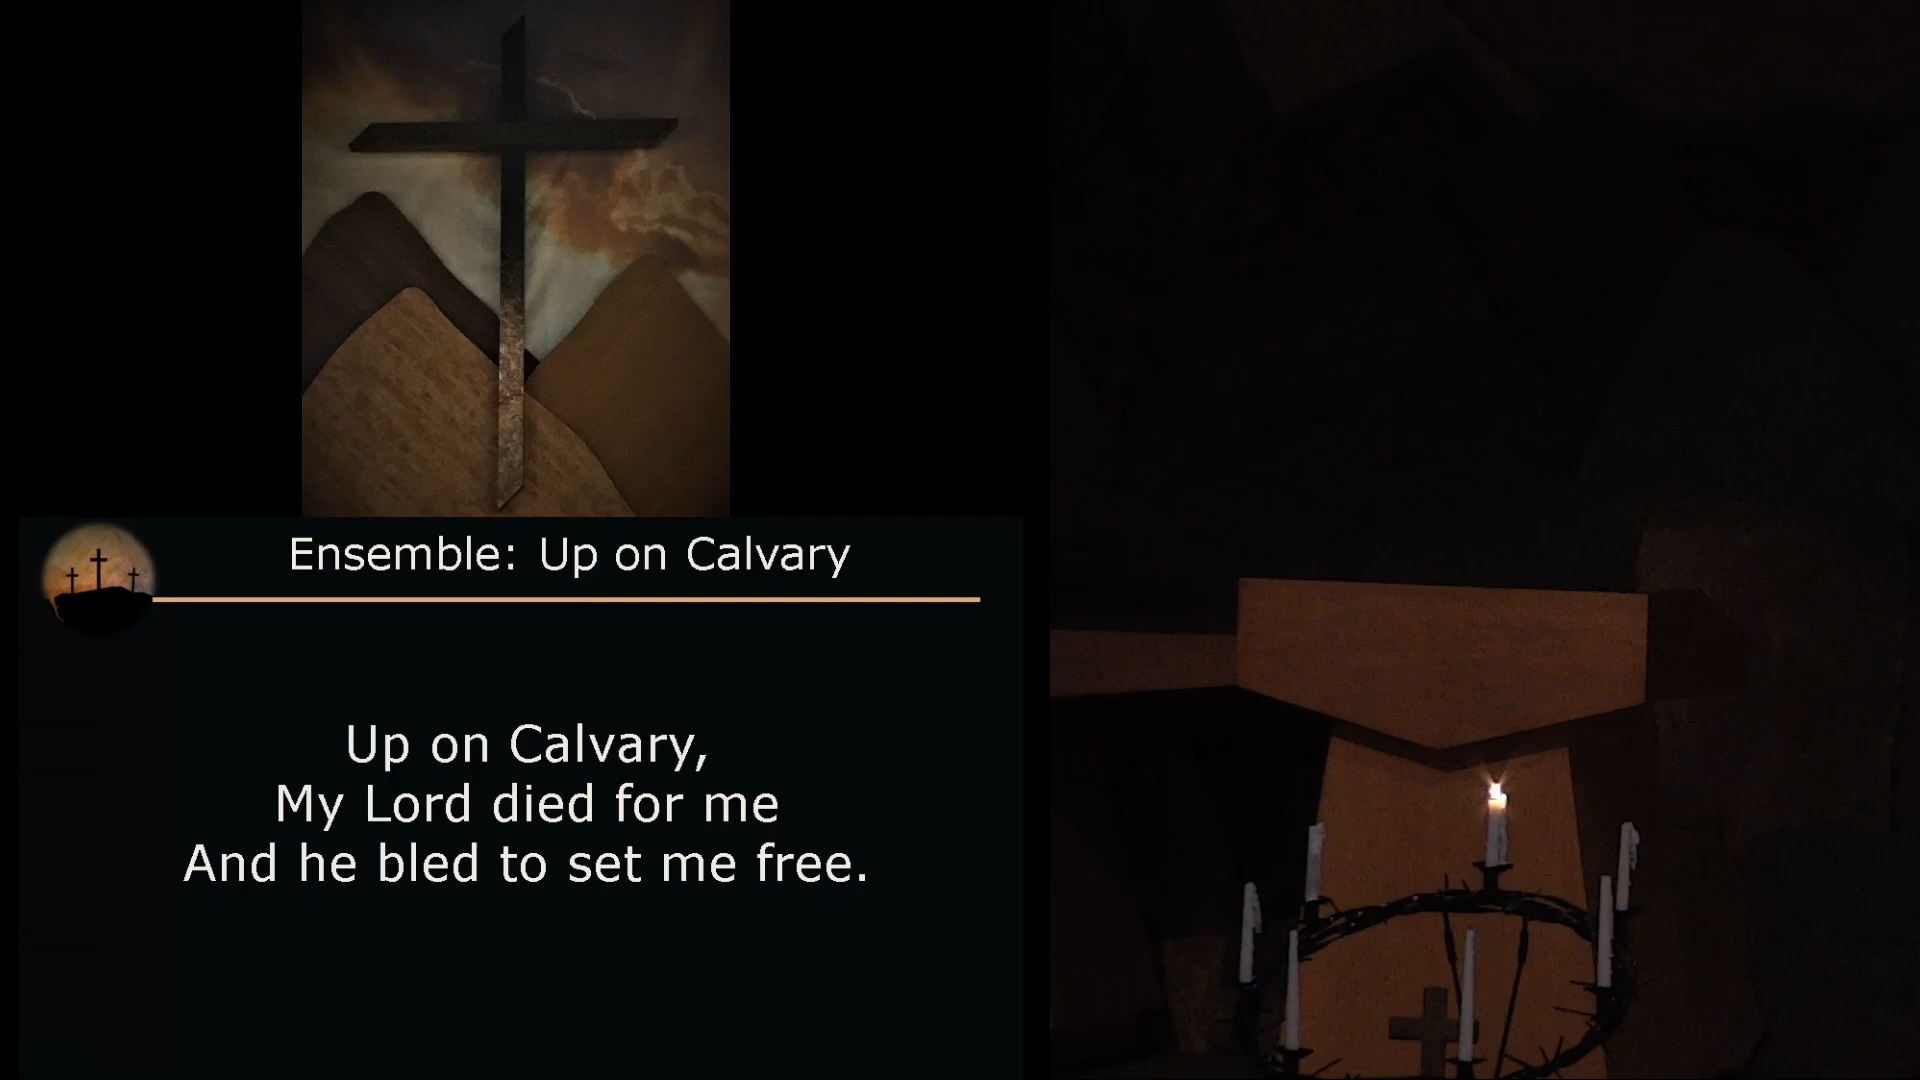 Ensemble: Up on Calvary
Up on Calvary,
My Lord died for me
And he bled to set me free.